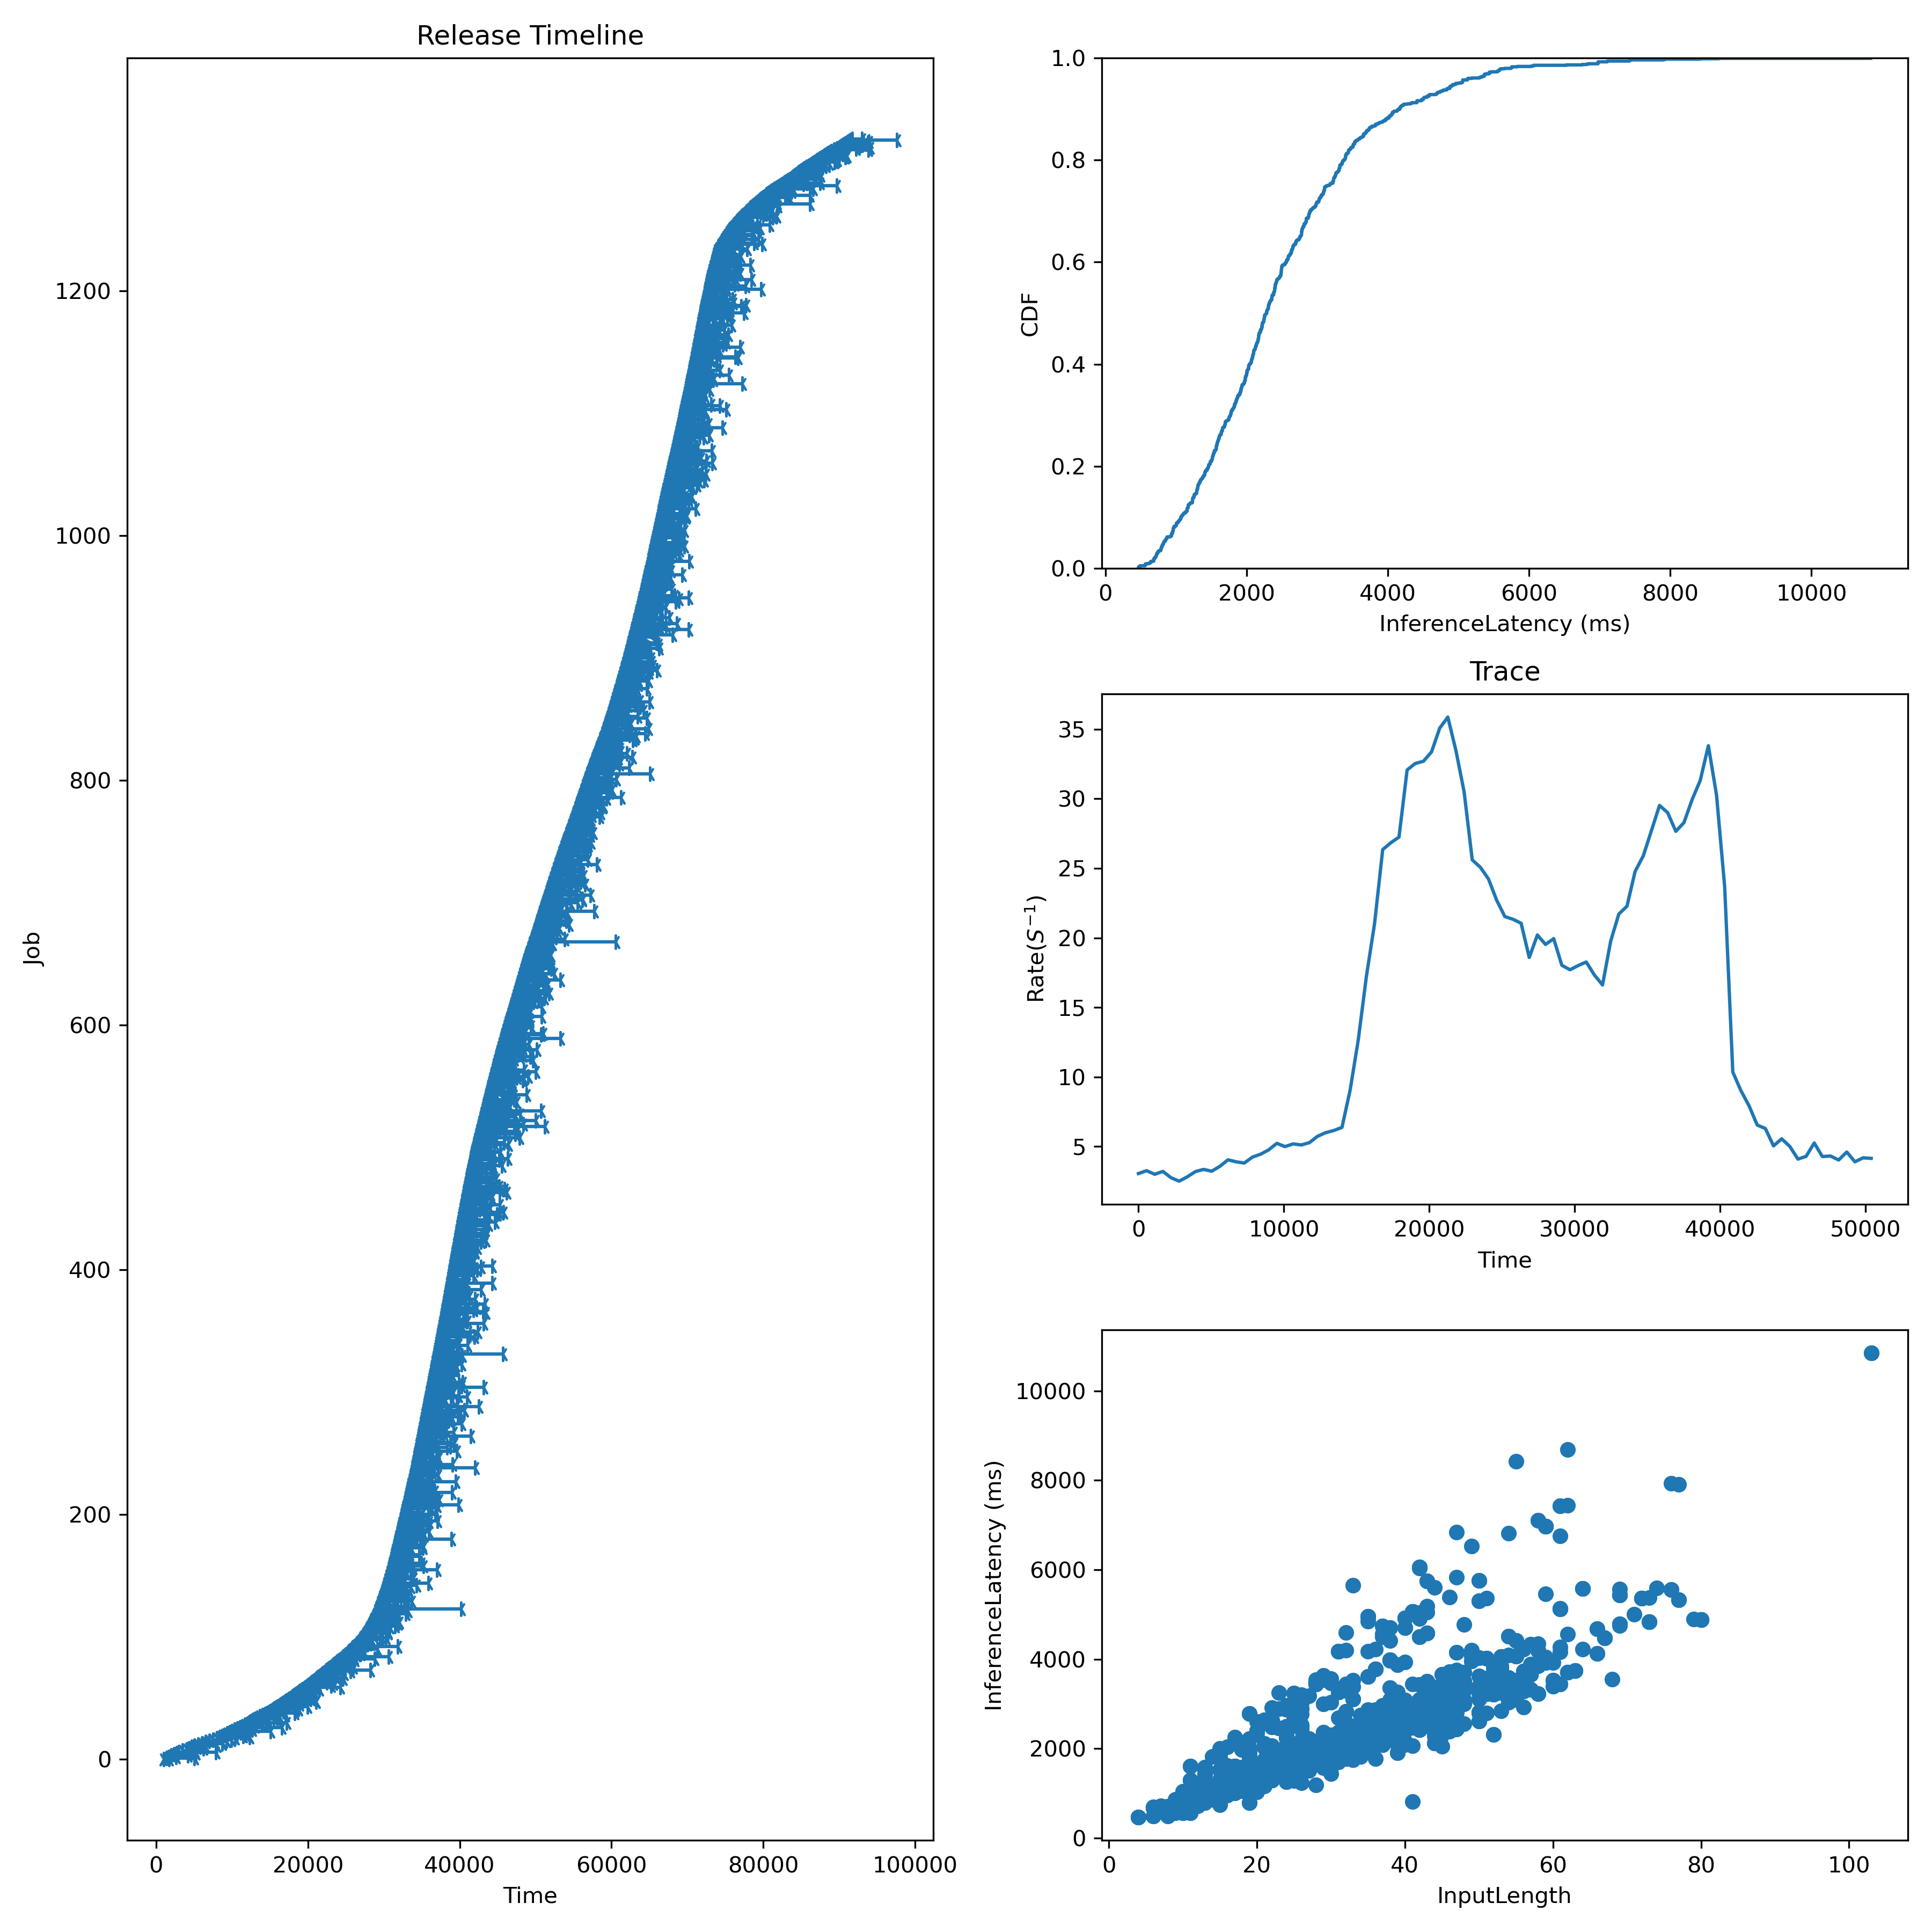 Release Timeline
Job
1200
1000
800
600
400
200
0
0 20000 40000 60000 80000 100000
Time
CDF
1.0
0.8
0.6
0.4
0.2
0.0
0 2000 4000 6000 8000 10000
InferenceLatency (ms)
Trace
Rate(S⁻¹)
35
30
25
20
15
10
5
0 10000 20000 30000 40000 50000
Time
InferenceLatency (ms)
10000
8000
6000
4000
2000
0
0 20 40 60 80 100
InputLength